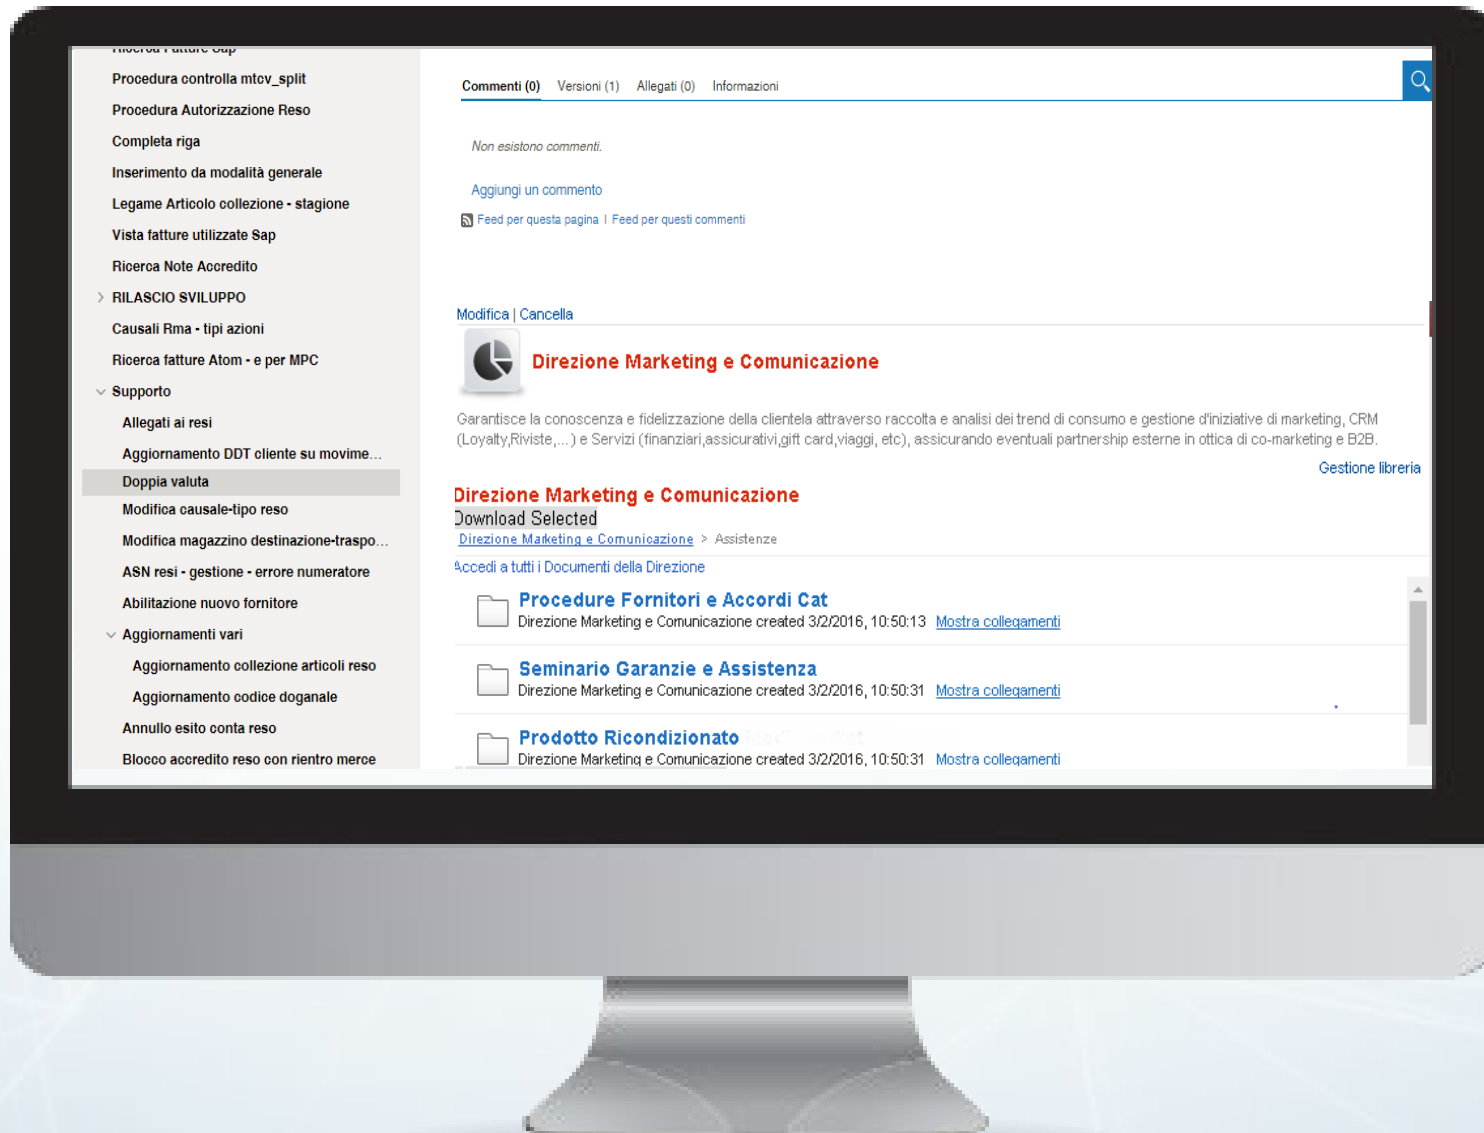 Ricerca Fatture Sap
Procedura controlla mtcv_split
Procedura Autorizzazione Reso
Completa riga
Inserimento da modalità generale
Legame Articolo collezione - stagione
Vista fatture utilizzate Sap
Ricerca Note Accredito
RILASCIO SVILUPPO
Causali Rma - tipi azioni
Ricerca fatture Atom - e per MPC
Supporto
Allegati ai resi
Aggiornamento DDT cliente su movime...
Doppia valuta
Modifica causale-tipo reso
Modifica magazzino destinazione-traspo...
ASN resi - gestione - errore numeratore
Abilitazione nuovo fornitore
Aggiornamenti vari
Aggiornamento collezione articoli reso
Aggiornamento codice doganale
Annullo esito conta reso
Blocco accredito reso con rientro merce
Commenti (0) Versioni (1) Allegati (0) Informazioni
Non esistono commenti.
Aggiungi un commento
Feed per questa pagina | Feed per questi commenti
Modifica | Cancella
Direzione Marketing e Comunicazione
Garantisce la conoscenza e fidelizzazione della clientela attraverso raccolta e analisi dei trend di consumo e gestione d'iniziative di marketing, CRM
(Loyalty,Riviste,...) e Servizi (finanziari,assicurativi,gift card,viaggi, etc), assicurando eventuali partnership esterne in ottica di co-marketing e B2B.
Gestione libreria
Direzione Marketing e Comunicazione
Download Selected
Direzione Marketing e Comunicazione > Assistenze
Accedi a tutti i Documenti della Direzione
Procedure Fornitori e Accordi Cat
Direzione Marketing e Comunicazione created 3/2/2016, 10:50:13 Mostra collegamenti
Seminario Garanzie e Assistenza
Direzione Marketing e Comunicazione created 3/2/2016, 10:50:31 Mostra collegamenti
Prodotto Ricondizionato
Direzione Marketing e Comunicazione created 3/2/2016, 10:50:31 Mostra collegamenti